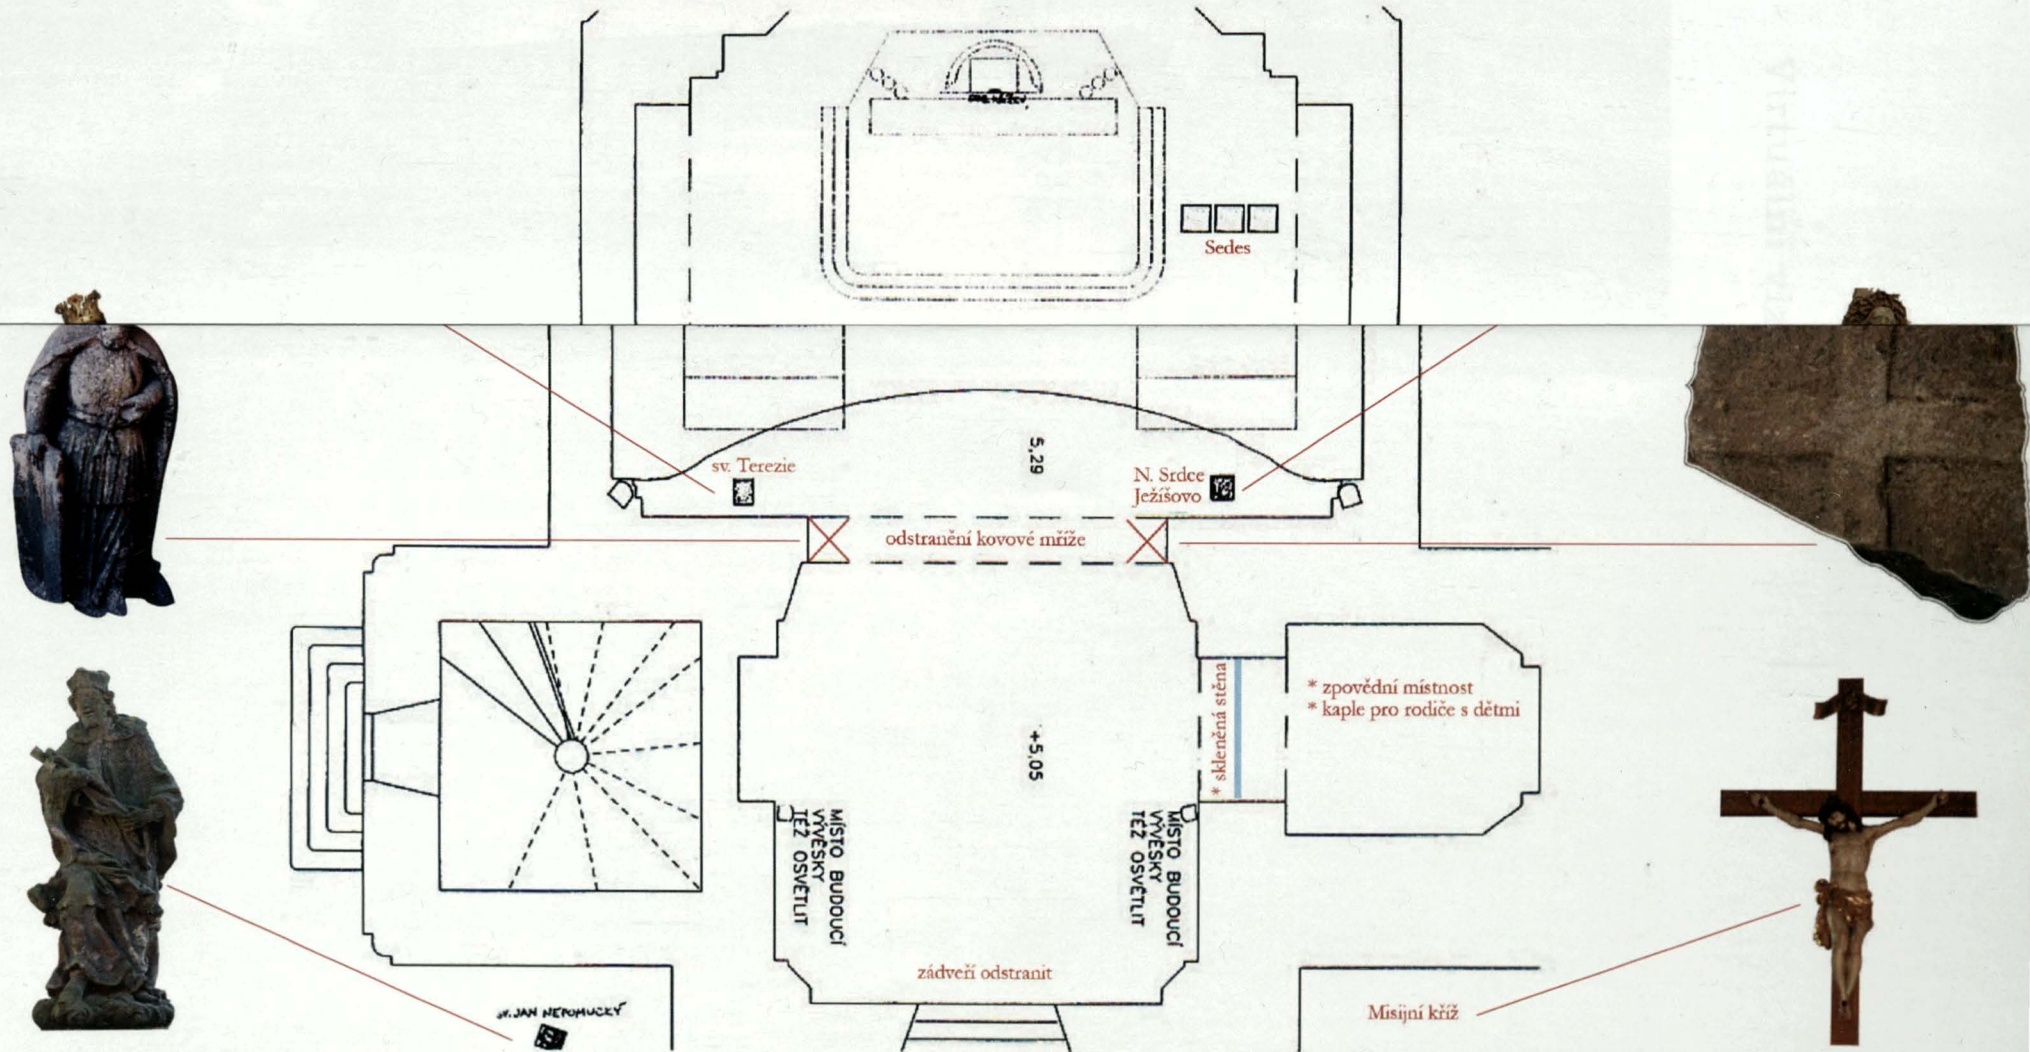 Sedes
sv. Terezie
5,29
N. Srdce
Ježíšovo
odstranění kovové mříže
* skleněná stěna
* zpovědní místnost
* kaple pro rodiče s dětmi
+5,05
MÍSTO BUDOUCÍ
VÝVĚSKY
TÉŽ OSVĚTLIT
MÍSTO BUDOUCÍ
VÝVĚSKY
TÉŽ OSVĚTLIT
zádveří odstranit
sv. JAN NEPOMUCKÝ
Misijní kříž